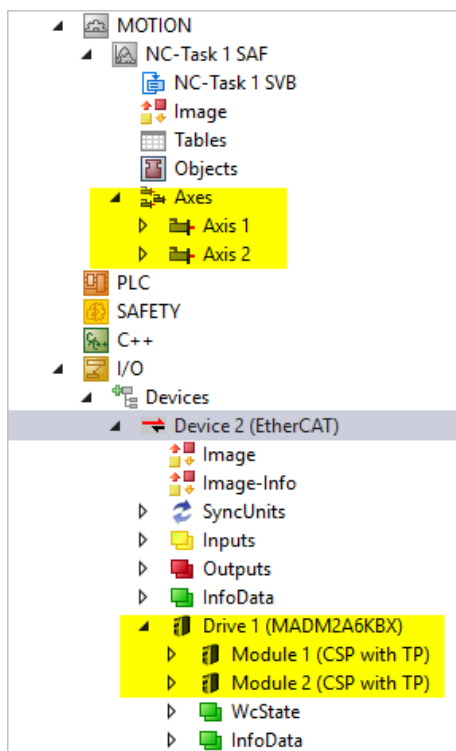 MOTION
NC-Task 1 SAF
NC-Task 1 SVB
Image
Tables
Objects
Axes
Axis 1
Axis 2
PLC
SAFETY
C++
I/O
Devices
Device 2 (EtherCAT)
Image
Image-Info
SyncUnits
Inputs
Outputs
InfoData
Drive 1 (MADM2A6KBX)
Module 1 (CSP with TP)
Module 2 (CSP with TP)
WcState
InfoData